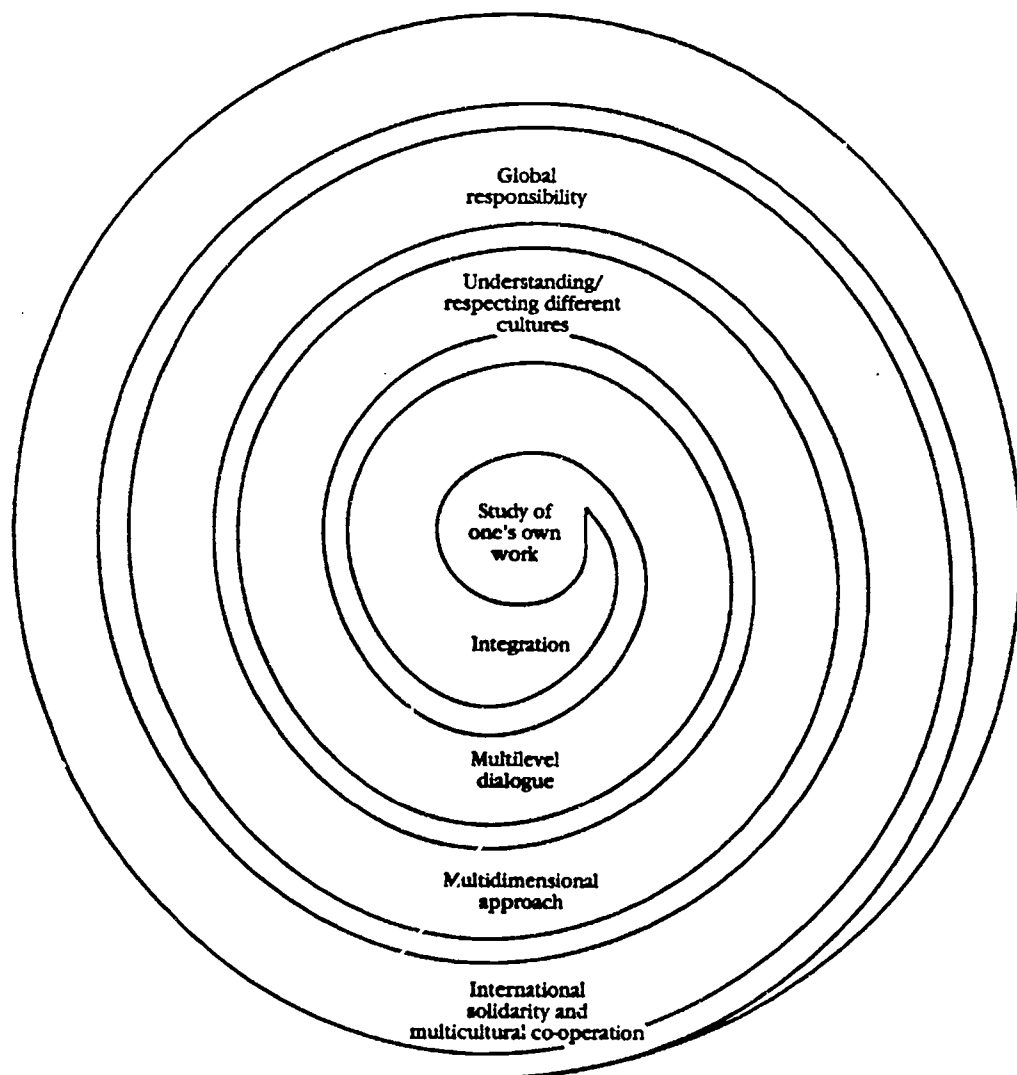 Global
responsibility
Understanding/
respecting different
cultures
Study of
one's own
work
Integration
Multilevel
dialogue
Multidimensional
approach
International
solidarity and
multicultural co-operation